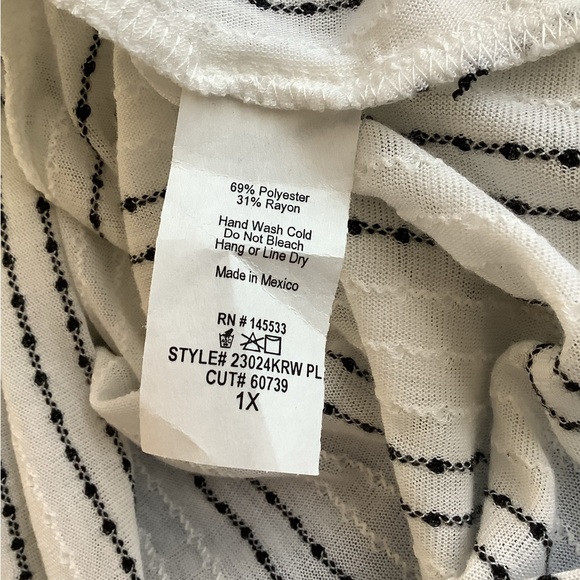 69% Polyester
31% Rayon
Hand Wash Cold
Do Not Bleach
Hang or Line Dry
Made in Mexico
RN # 145533
STYLE# 23024KRW PL
CUT# 60739
1X